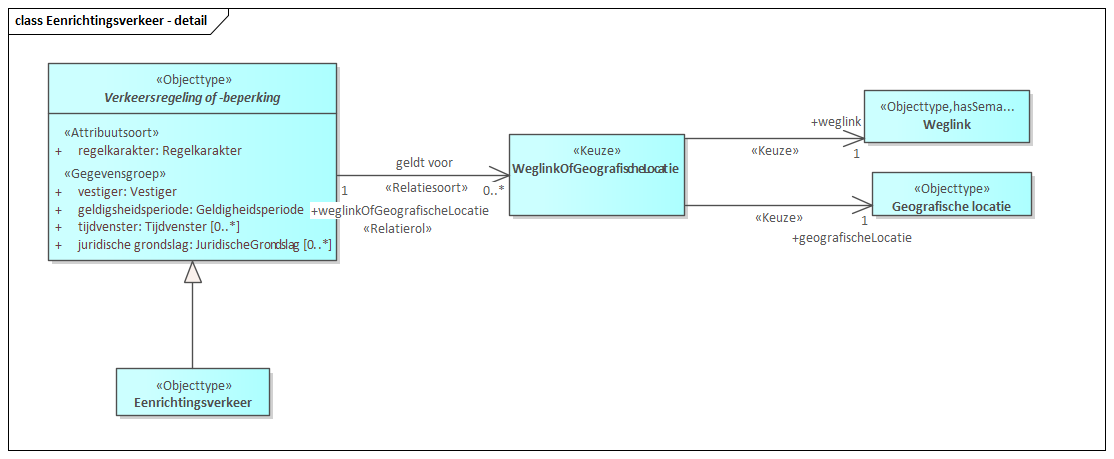 class Eenrichtingsverkeer - detail
«Objecttype»
Verkeersregeling of -beperking
«Attribuutsoort»
+ regelkarakter: Regelkarakter
«Gegevensgroep»
+ vestiger: Vestiger
+ geldigsheidsperiode: Geldigheidsperiode
+ tijdvenster: Tijdvenster [0..*]
+ juridische grondslag: JuridischeGrondslag [0..*]
geldt voor
1
«Relatiesoort»
0..*
+weglinkOfGeografischeLocatie
«Relatierol»
«Keuze»
WeglinkOfGeografischeLocatie
+weglink
«Keuze»
1
«Objecttype,hasSema...
Weglink
«Keuze»
1
+geografischeLocatie
«Objecttype»
Geografische locatie
«Objecttype»
Eenrichtingsverkeer